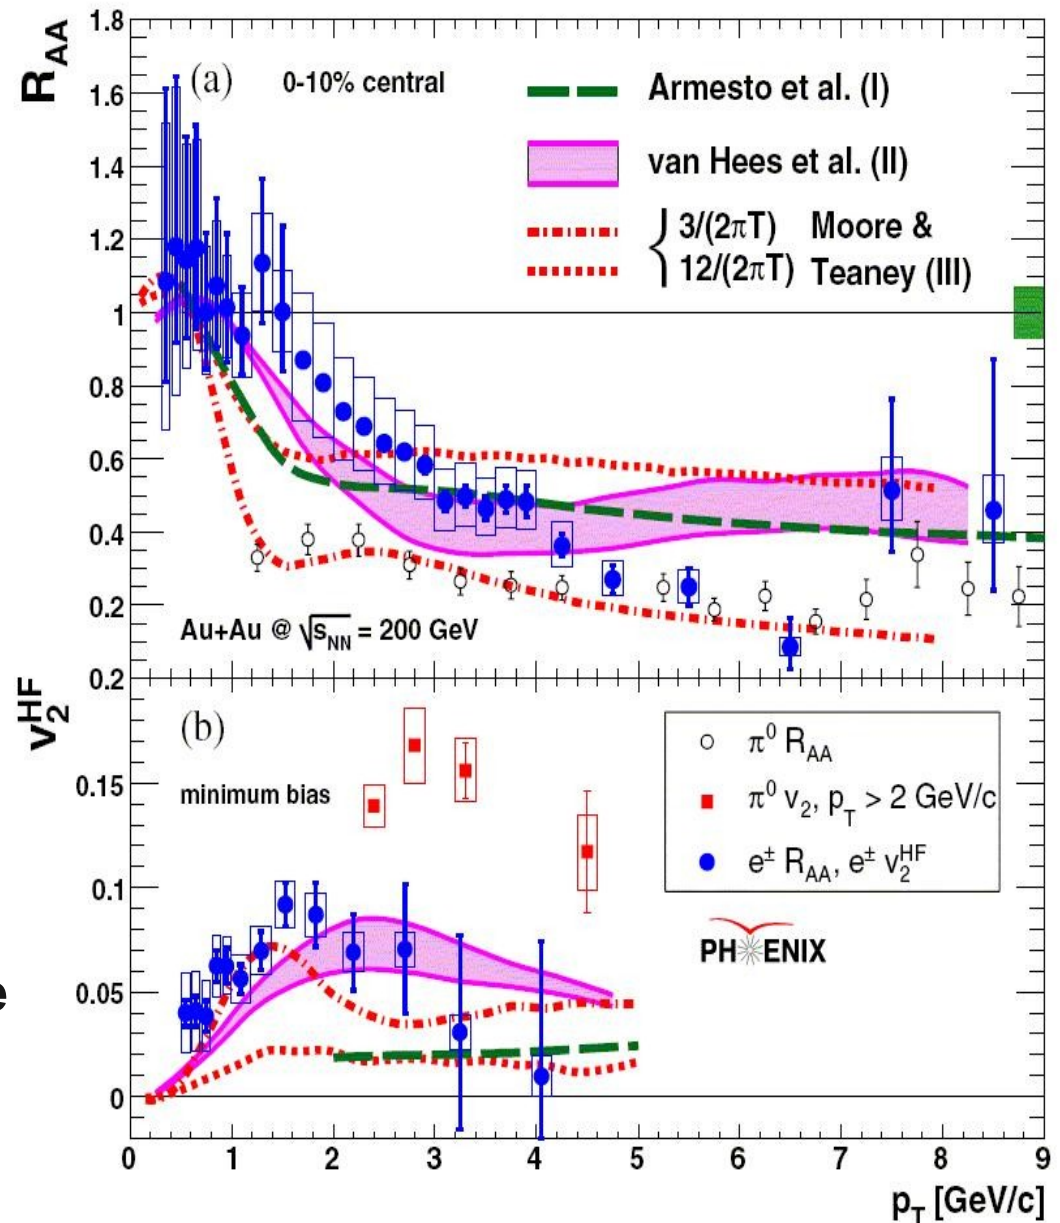 R_AA
1.8
1.6
1.4
1.2
1
0.8
0.6
0.4
0.2
(a)
0-10% central
Armesto et al. (I)
van Hees et al. (II)
3/(2πT) Moore &
12/(2πT) Teaney (III)
Au+Au @ √s_NN = 200 GeV
v_2^HF
0.2
0.15
0.1
0.05
0
(b)
minimum bias
π⁰ R_AA
π⁰ v_2, p_T > 2 GeV/c
e± R_AA, e± v_2^HF
PHENIX
e
0 1 2 3 4 5 6 7 8 9
p_T [GeV/c]